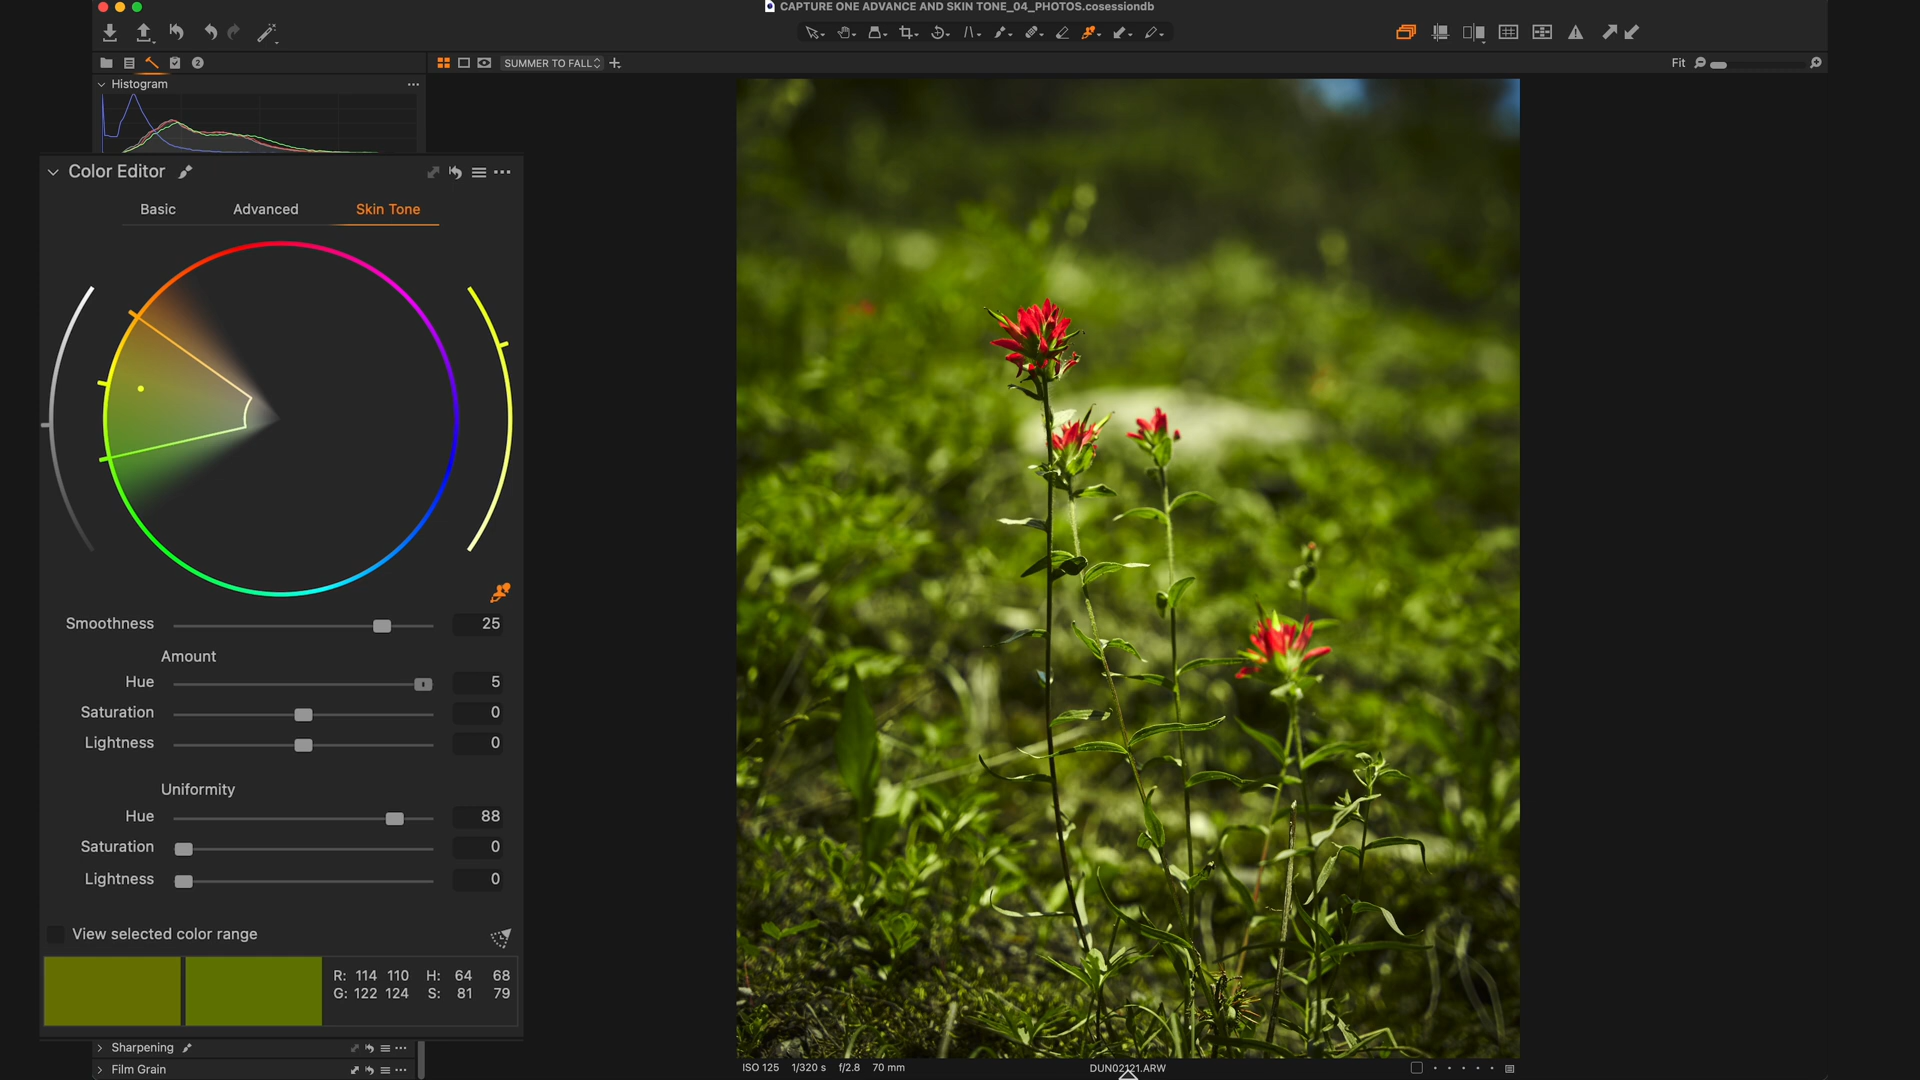 CAPTURE ONE ADVANCE AND SKIN TONE_04_PHOTOS.cosessiondb
2
SUMMER TO FALL
Fit
Histogram
Color Editor
Basic Advanced Skin Tone
Smoothness 25
Amount
Hue 5
Saturation 0
Lightness 0
Uniformity
Hue 88
Saturation 0
Lightness 0
View selected color range
R: 114 110 H: 64 68
G: 122 124 S: 81 79
Sharpening
Film Grain
ISO 125 1/320 s f/2.8 70 mm
DUN02121.ARW